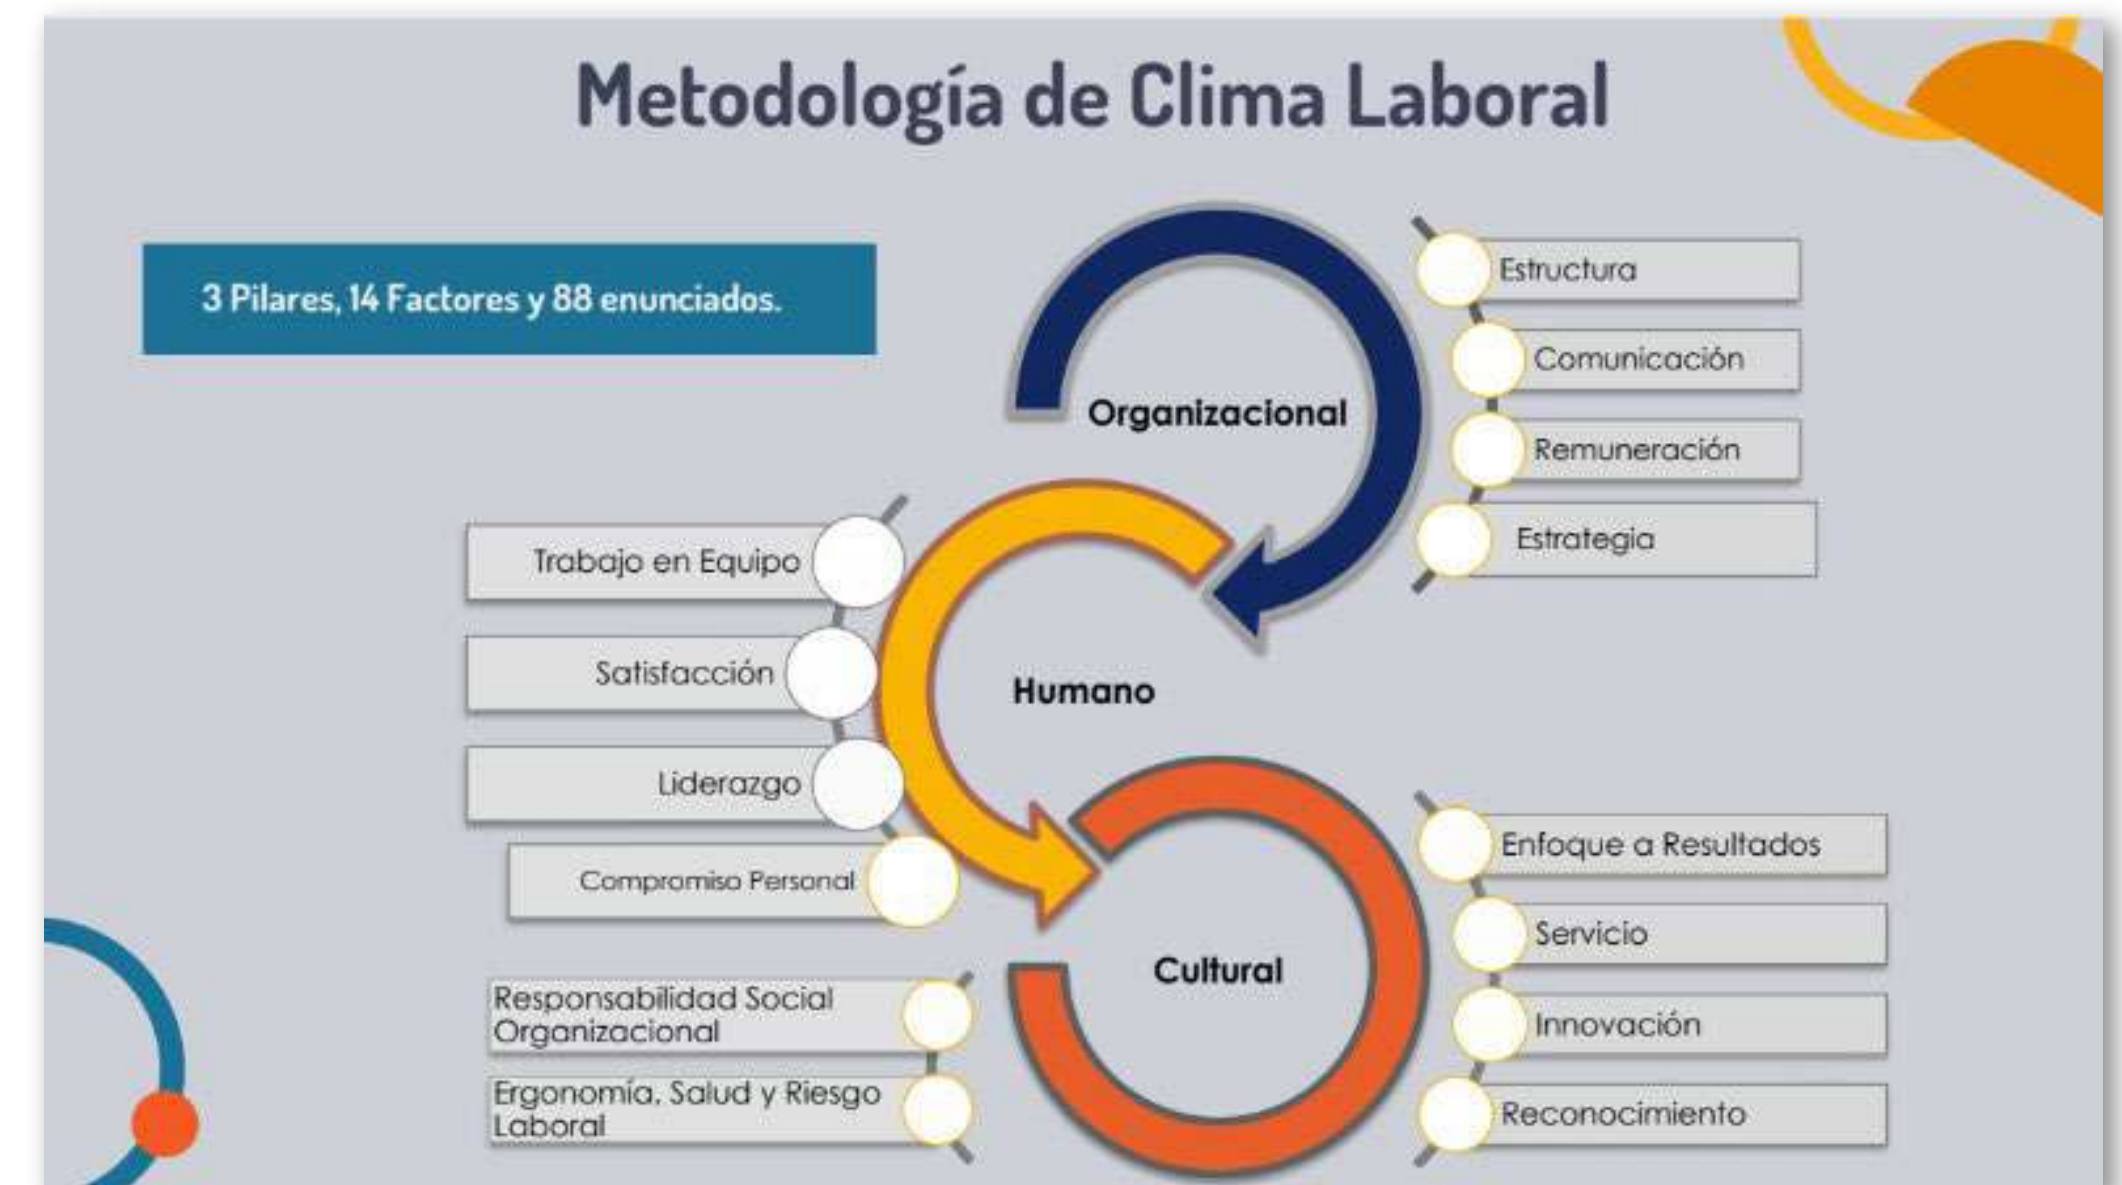 Metodología de Clima Laboral
3 Pilares, 14 Factores y 88 enunciados.
Organizacional
Estructura
Comunicación
Remuneración
Estrategia
Humano
Trabajo en Equipo
Satisfacción
Liderazgo
Compromiso Personal
Cultural
Enfoque a Resultados
Servicio
Innovación
Reconocimiento
Responsabilidad Social
Organizacional
Ergonomía, Salud y Riesgo
Laboral